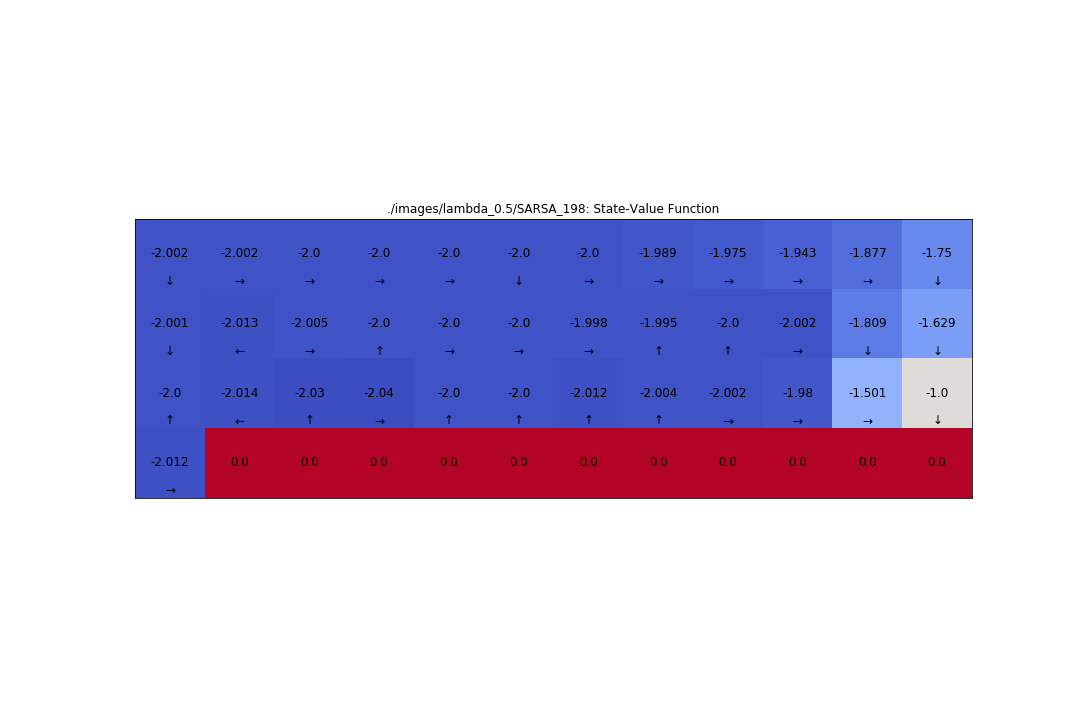 ./images/lambda_0.5/SARSA_198: State-Value Function
-2.002 -2.002 -2.0 -2.0 -2.0 -2.0 -2.0 -1.989 -1.975 -1.943 -1.877 -1.75
↓ → → → → ↓ → → → → → ↓
-2.001 -2.013 -2.005 -2.0 -2.0 -2.0 -1.998 -1.995 -2.0 -2.002 -1.809 -1.629
↓ ← → ↑ → → → ↑ ↑ → ↓ ↓
-2.0 -2.014 -2.03 -2.04 -2.0 -2.0 -2.012 -2.004 -2.002 -1.98 -1.501 -1.0
↑ ← ↑ → ↑ ↑ ↑ ↑ → → → ↓
-2.012 0.0 0.0 0.0 0.0 0.0 0.0 0.0 0.0 0.0 0.0 0.0
→